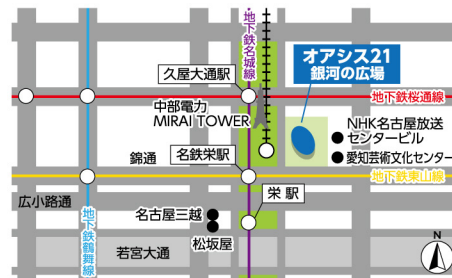 地下鉄名城線
オアシス21
銀河の広場
久屋大通駅
地下鉄桜通線
中部電力
MIRAI TOWER
NHK名古屋放送
センタービル
愛知芸術文化センター
錦通
名鉄栄駅
地下鉄東山線
広小路通
栄駅
名古屋三越
松坂屋
地下鉄鶴舞線
若宮大通
N